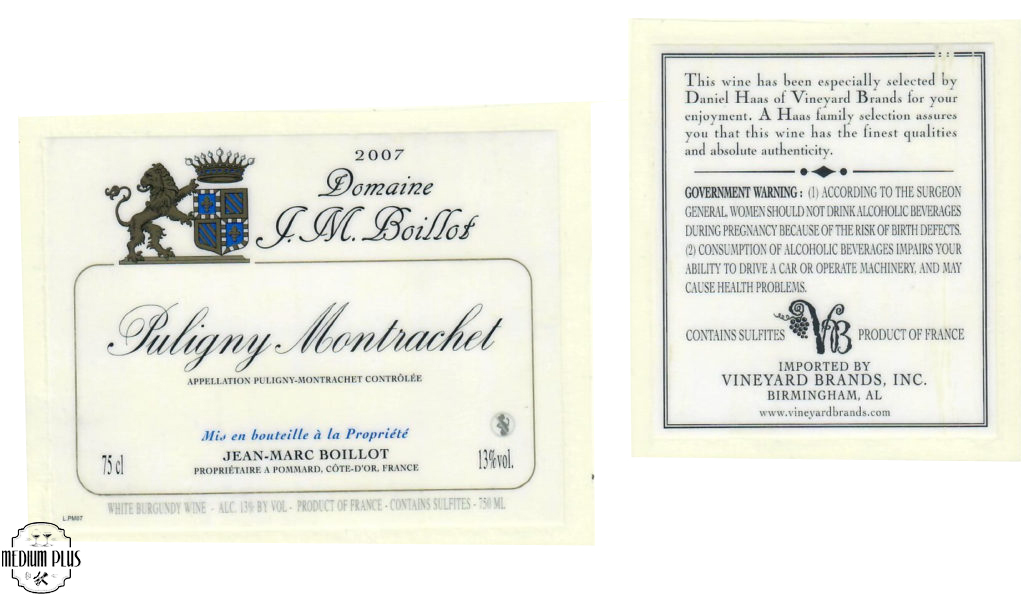 2007
Domaine
J.M. Boillot
Puligny Montrachet
APPELLATION PULIGNY-MONTRACHET CONTRÔLÉE
Mis en bouteille à la Propriété
JEAN-MARC BOILLOT
75 cl
PROPRIÉTAIRE A POMMARD, CÔTE-D'OR, FRANCE
13%vol.
WHITE BURGUNDY WINE - ALC. 13% BY VOL - PRODUCT OF FRANCE - CONTAINS SULFITES - 750 ML
L.PM07
MEDIUM PLUS
This wine has been especially selected by
Daniel Haas of Vineyard Brands for your
enjoyment. A Haas family selection assures
you that this wine has the finest qualities
and absolute authenticity.
GOVERNMENT WARNING : (1) ACCORDING TO THE SURGEON
GENERAL, WOMEN SHOULD NOT DRINK ALCOHOLIC BEVERAGES
DURING PREGNANCY BECAUSE OF THE RISK OF BIRTH DEFECTS.
(2) CONSUMPTION OF ALCOHOLIC BEVERAGES IMPAIRS YOUR
ABILITY TO DRIVE A CAR OR OPERATE MACHINERY, AND MAY
CAUSE HEALTH PROBLEMS.
CONTAINS SULFITES VB PRODUCT OF FRANCE
IMPORTED BY
VINEYARD BRANDS, INC.
BIRMINGHAM, AL
www.vineyardbrands.com